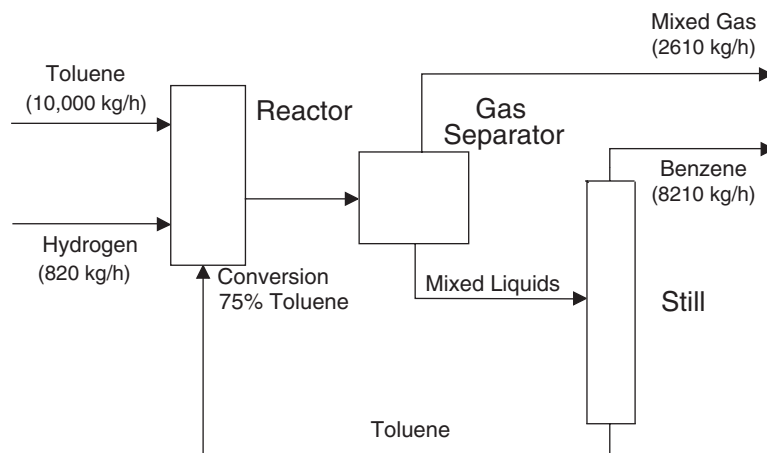 Mixed Gas
(2610 kg/h)
Toluene
(10,000 kg/h)
Reactor
Gas
Separator
Benzene
(8210 kg/h)
Hydrogen
(820 kg/h)
Conversion
75% Toluene
Mixed Liquids
Still
Toluene